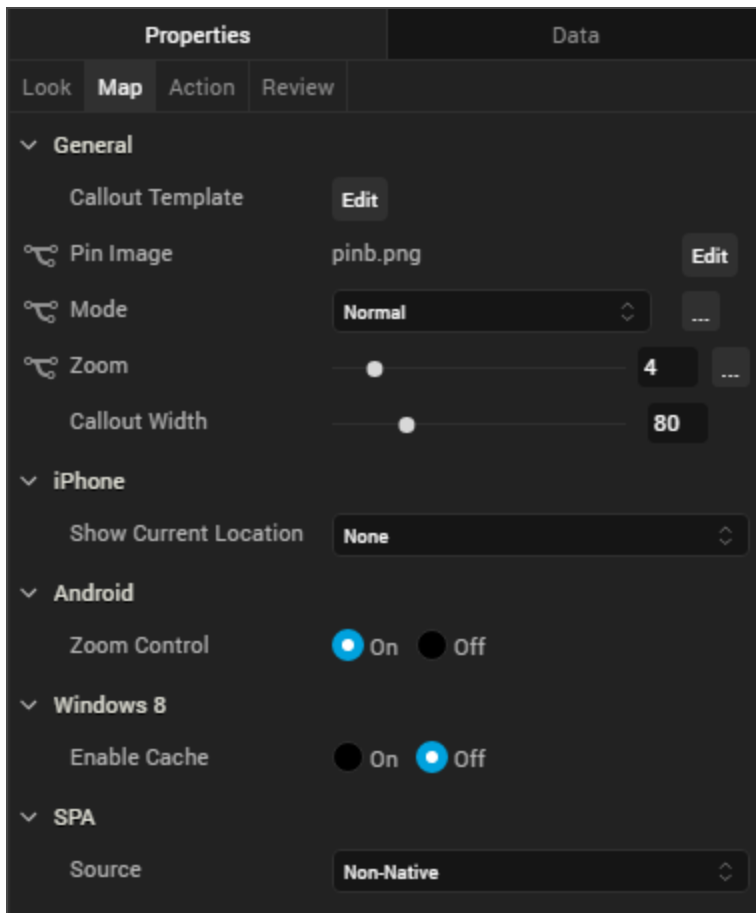 Properties Data
Look Map Action Review
General
Callout Template Edit
Pin Image pinb.png Edit
Mode Normal ...
Zoom 4 ...
Callout Width 80
iPhone
Show Current Location None
Android
Zoom Control On Off
Windows 8
Enable Cache On Off
SPA
Source Non-Native